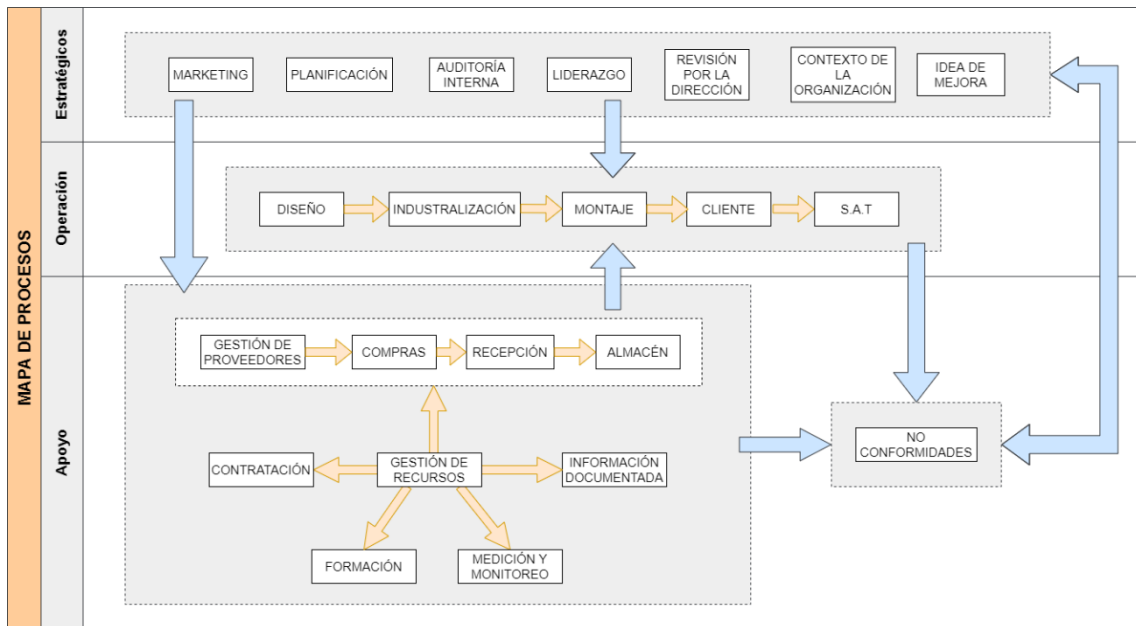 MAPA DE PROCESOS
Estratégicos
MARKETING
PLANIFICACIÓN
AUDITORÍA
INTERNA
LIDERAZGO
REVISIÓN
POR LA
DIRECCIÓN
CONTEXTO DE
LA
ORGANIZACIÓN
IDEA DE
MEJORA
Operación
DISEÑO
INDUSTRALIZACIÓN
MONTAJE
CLIENTE
S.A.T
Apoyo
GESTIÓN DE
PROVEEDORES
COMPRAS
RECEPCIÓN
ALMACÉN
CONTRATACIÓN
GESTIÓN DE
RECURSOS
INFORMACIÓN
DOCUMENTADA
NO
CONFORMIDADES
FORMACIÓN
MEDICIÓN Y
MONITOREO